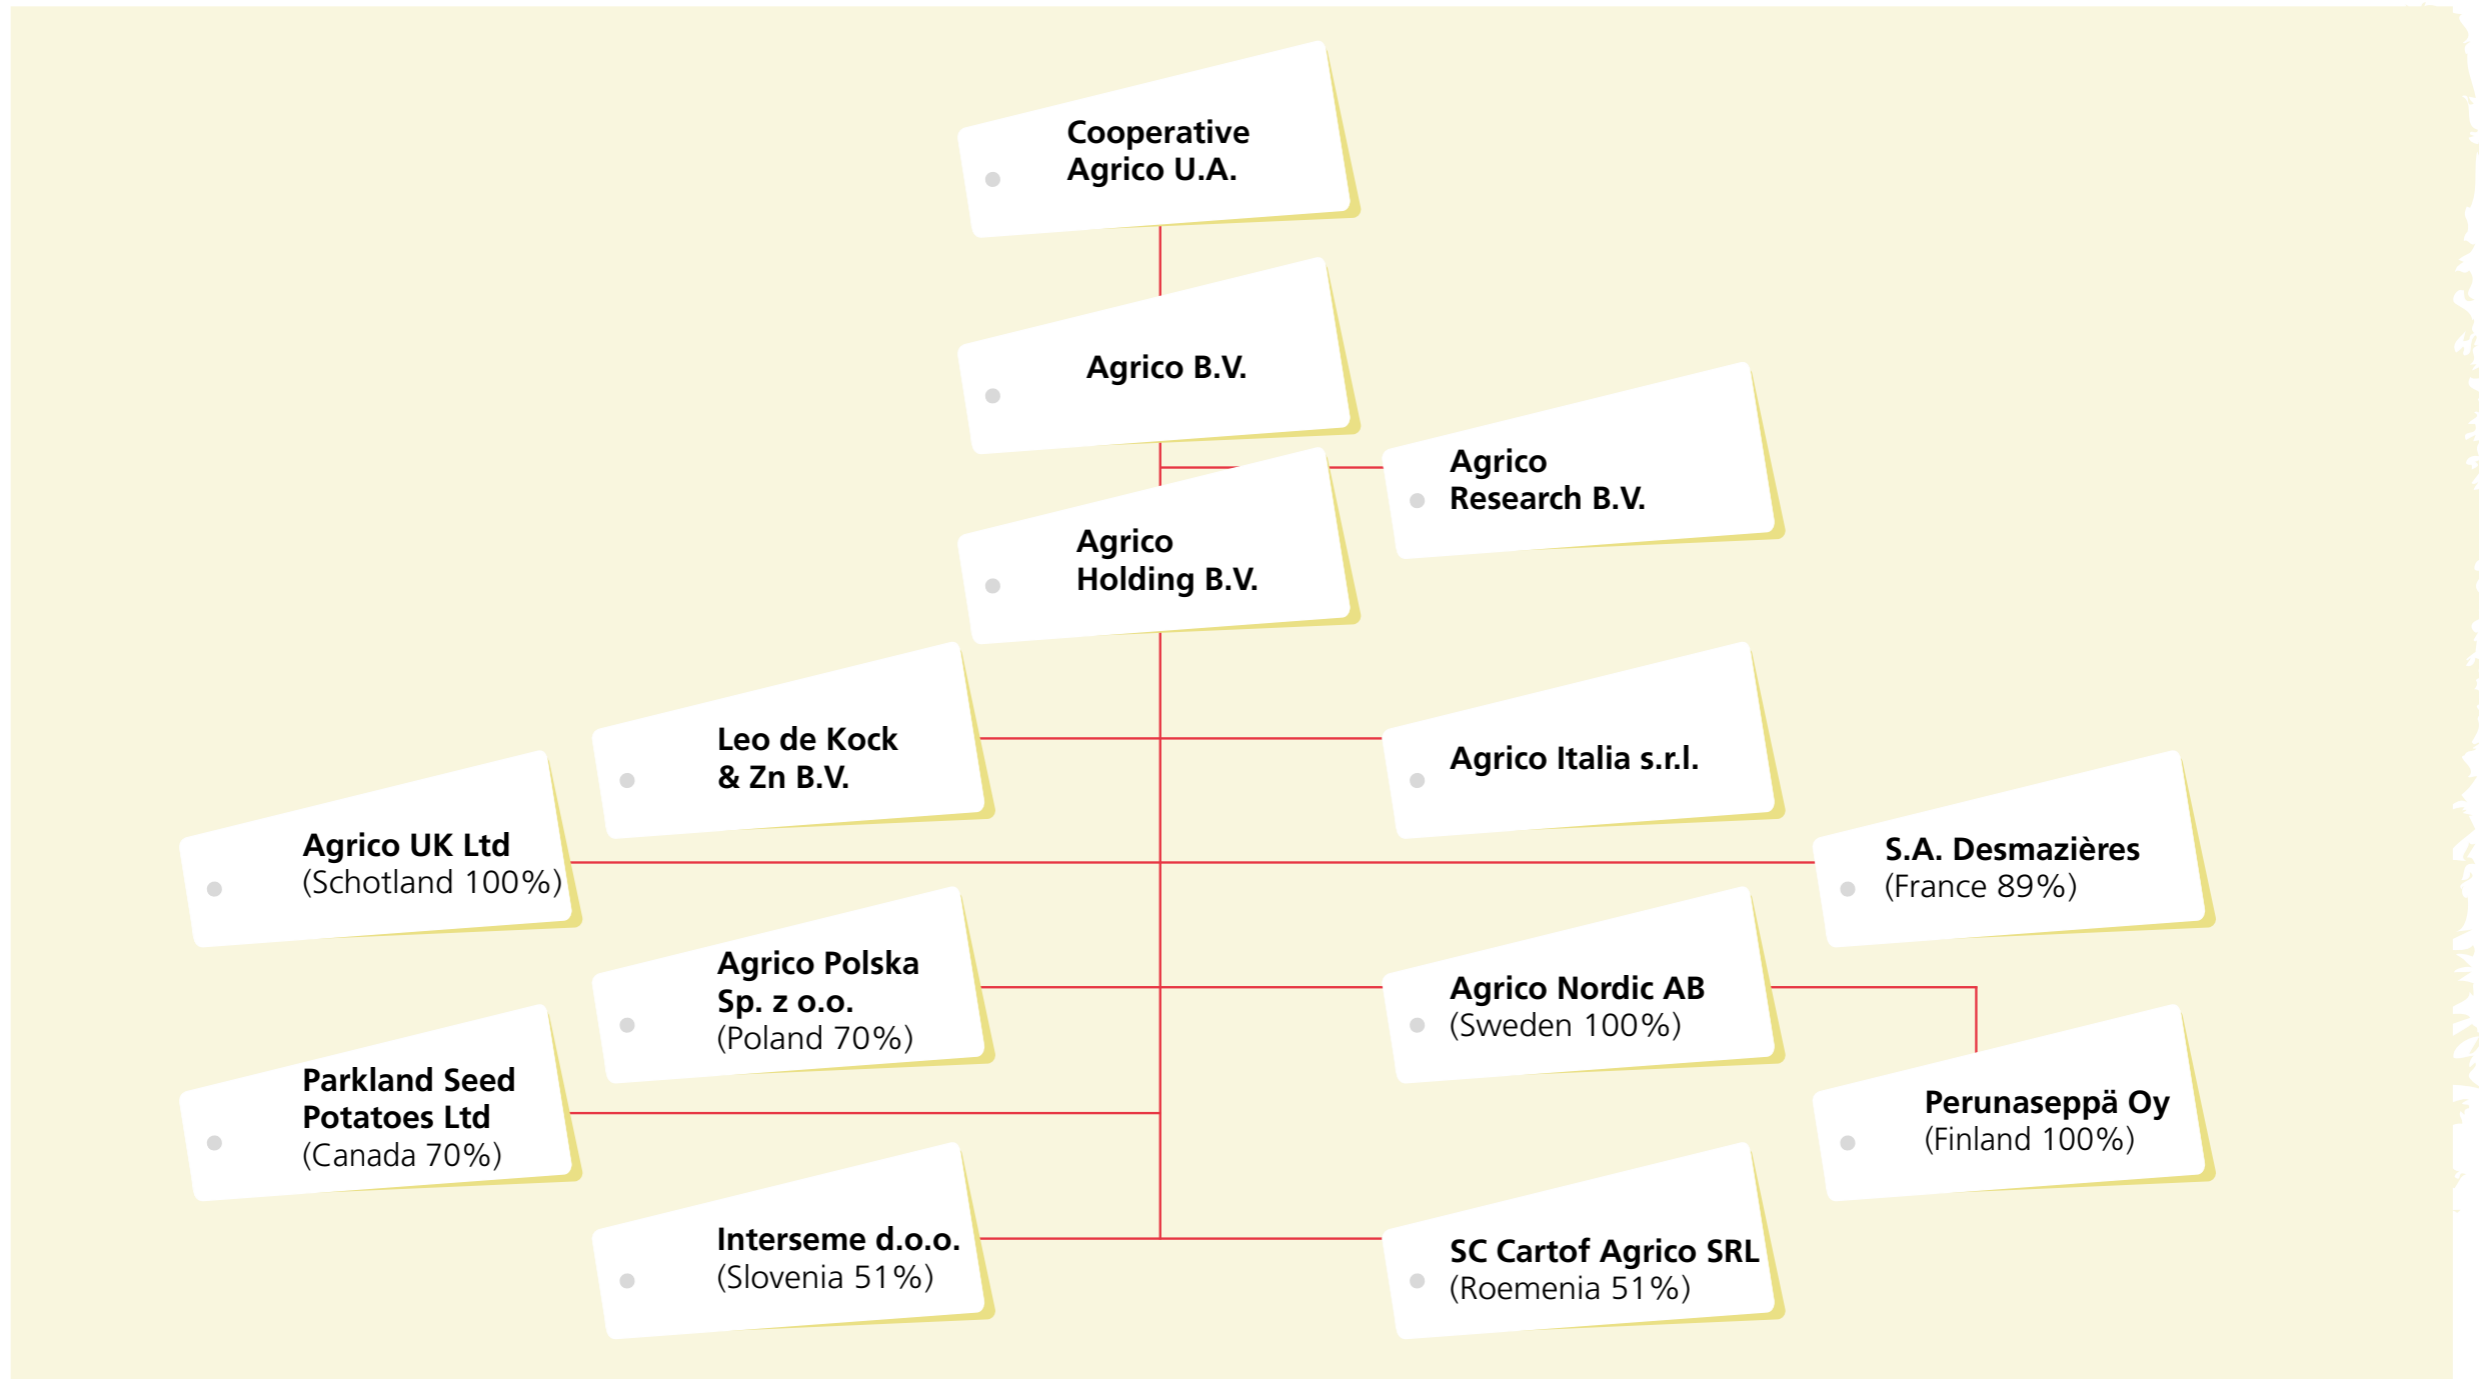 Cooperative
Agrico U.A.
Agrico B.V.
Agrico
Research B.V.
Agrico
Holding B.V.
Leo de Kock
& Zn B.V.
Agrico Italia s.r.l.
Agrico UK Ltd
(Schotland 100%)
S.A. Desmazières
(France 89%)
Agrico Polska
Sp. z o.o.
(Poland 70%)
Agrico Nordic AB
(Sweden 100%)
Parkland Seed
Potatoes Ltd
(Canada 70%)
Perunaseppä Oy
(Finland 100%)
Interseme d.o.o.
(Slovenia 51%)
SC Cartof Agrico SRL
(Roemenia 51%)